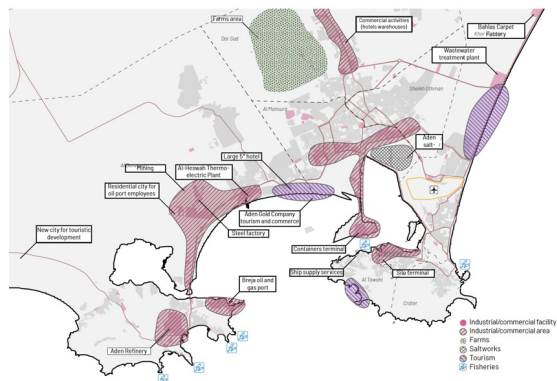 Farms area
Dar Saad
Commercial activities
(hotels warehouses)
Bahlas Carpet
Factory
Wastewater
treatment plant
Sheikh Othman
Al Mansura
Aden
salt-
Large 5* hotel
Mining
Al-Heswah Thermo-
electric Plant
Residential city for
oil port employees
Aden Gold Company
tourism and commerce
Steel factory
New city for touristic
development
Containers terminal
Ship supply services
Sila terminal
Breja oil and
gas port
Al Tawahi
Crater
Aden Refinery
Industrial/commercial facility
Industrial/commercial area
Farms
Saltworks
Tourism
Fisheries